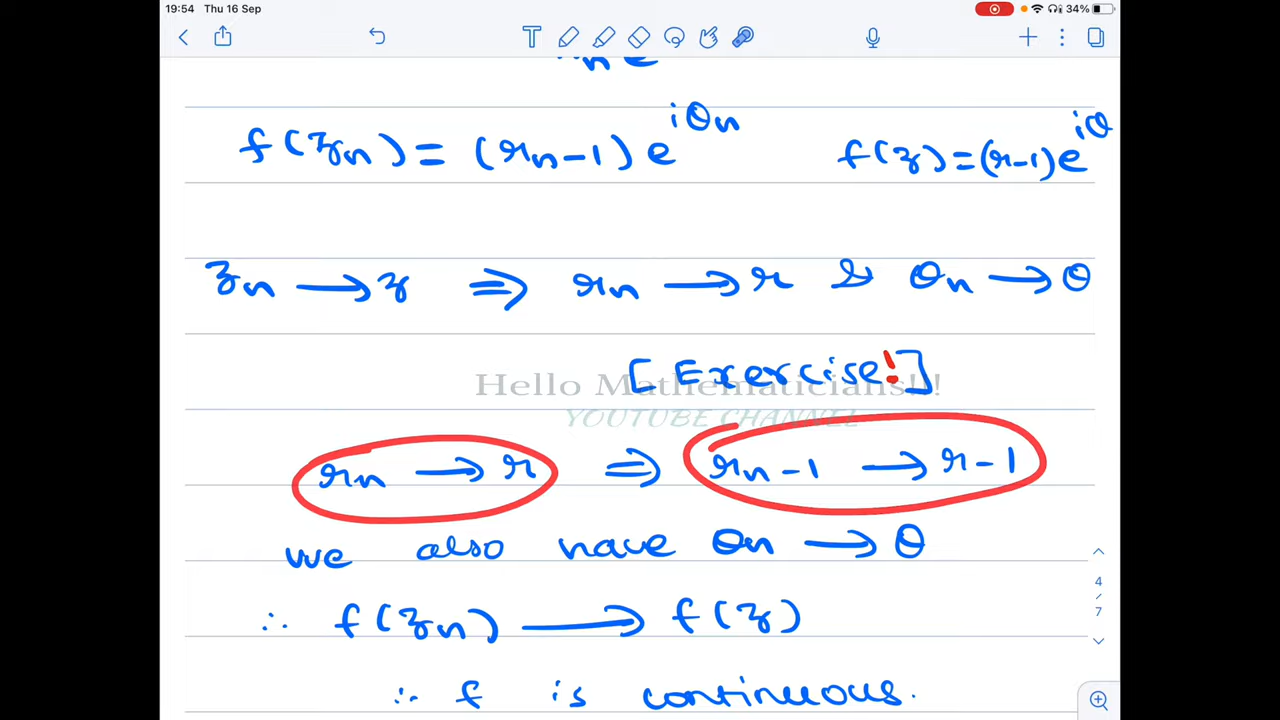 19:54 Thu 16 Sep 34%
T
f(zn) = (rn-1) e^iθn f(z)=(r-1)e^iθ
zn → z ⇒ rn → r & θn → θ
[Exercise!]
Hello Mathematicians!!!
YOUTUBE CHANNEL
rn → r ⇒ rn-1 → r-1
we also have θn → θ
4
/
7
∴ f(zn) → f(z)
∴ f is continuous.